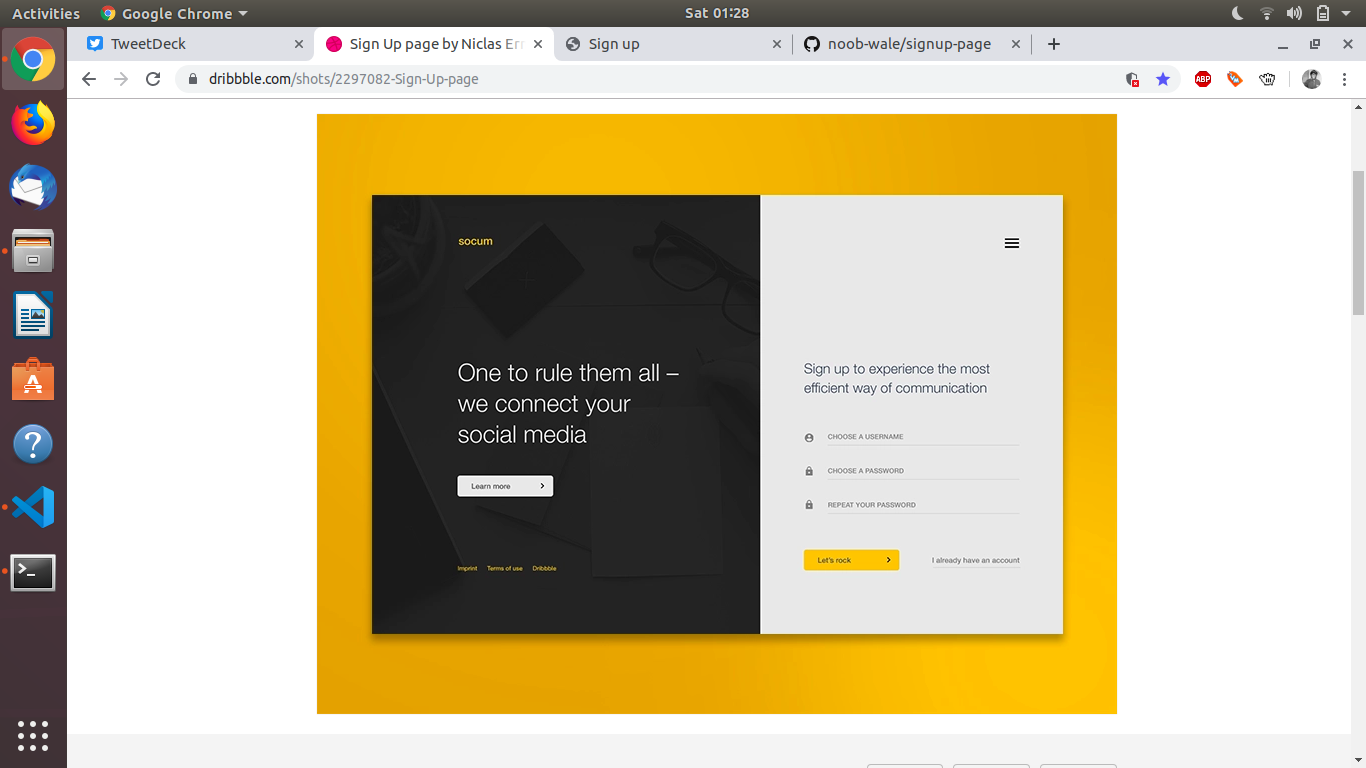 Activities
Google Chrome
Sat 01:28
TweetDeck
Sign Up page by Niclas Er
Sign up
noob-wale/signup-page
dribbble.com/shots/2297082-Sign-Up-page
ABP
socum
One to rule them all –
we connect your
social media
Learn more
Imprint
Terms of use
Dribbble
Sign up to experience the most
efficient way of communication
CHOOSE A USERNAME
CHOOSE A PASSWORD
REPEAT YOUR PASSWORD
Let's rock
I already have an account